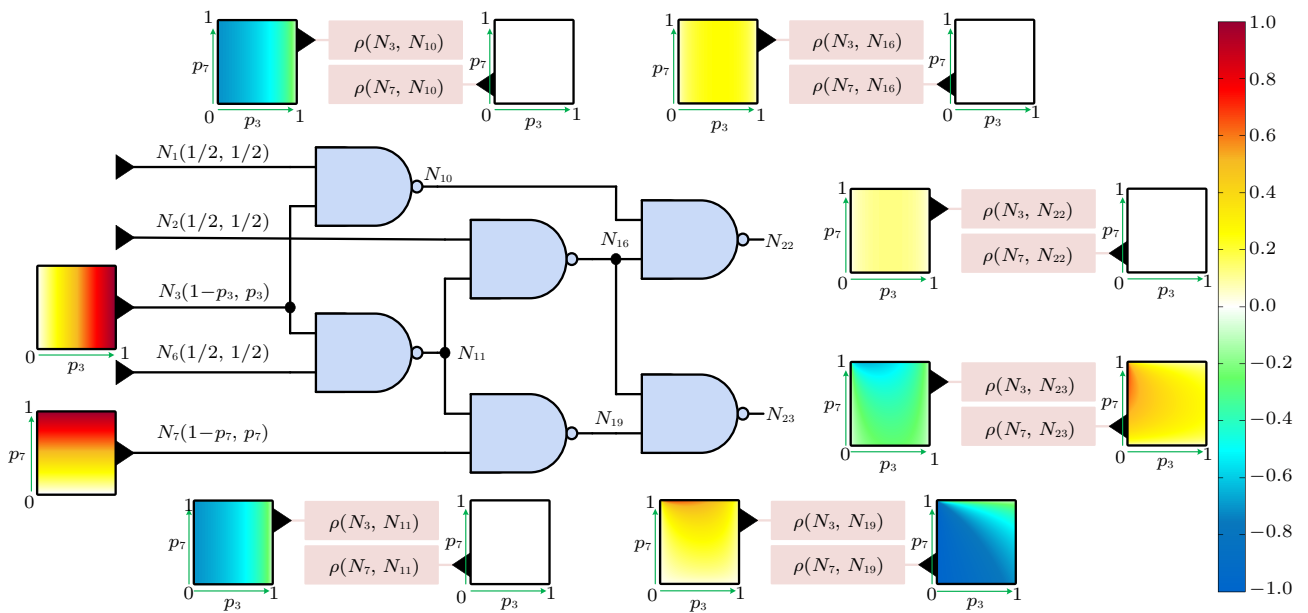 1
p₇
0
p₃
1
ρ(N₃, N₁₀)
ρ(N₇, N₁₀)
1
p₇
0
p₃
1
1
p₇
0
p₃
1
ρ(N₃, N₁₆)
ρ(N₇, N₁₆)
1
p₇
0
p₃
1
1.0
0.8
0.6
0.4
0.2
0.0
−0.2
−0.4
−0.6
−0.8
−1.0
N₁(1/2, 1/2)
N₁₀
N₂(1/2, 1/2)
N₁₆
N₂₂
1
p₇
0
p₃
1
ρ(N₃, N₂₂)
ρ(N₇, N₂₂)
1
p₇
0
p₃
1
N₃(1−p₃, p₃)
0
p₃
1
N₆(1/2, 1/2)
N₁₁
N₁₉
N₂₃
1
p₇
0
p₃
1
ρ(N₃, N₂₃)
ρ(N₇, N₂₃)
1
p₇
0
p₃
1
1
p₇
0
N₇(1−p₇, p₇)
1
p₇
0
p₃
1
ρ(N₃, N₁₁)
ρ(N₇, N₁₁)
1
p₇
0
p₃
1
1
p₇
0
p₃
1
ρ(N₃, N₁₉)
ρ(N₇, N₁₉)
1
p₇
0
p₃
1